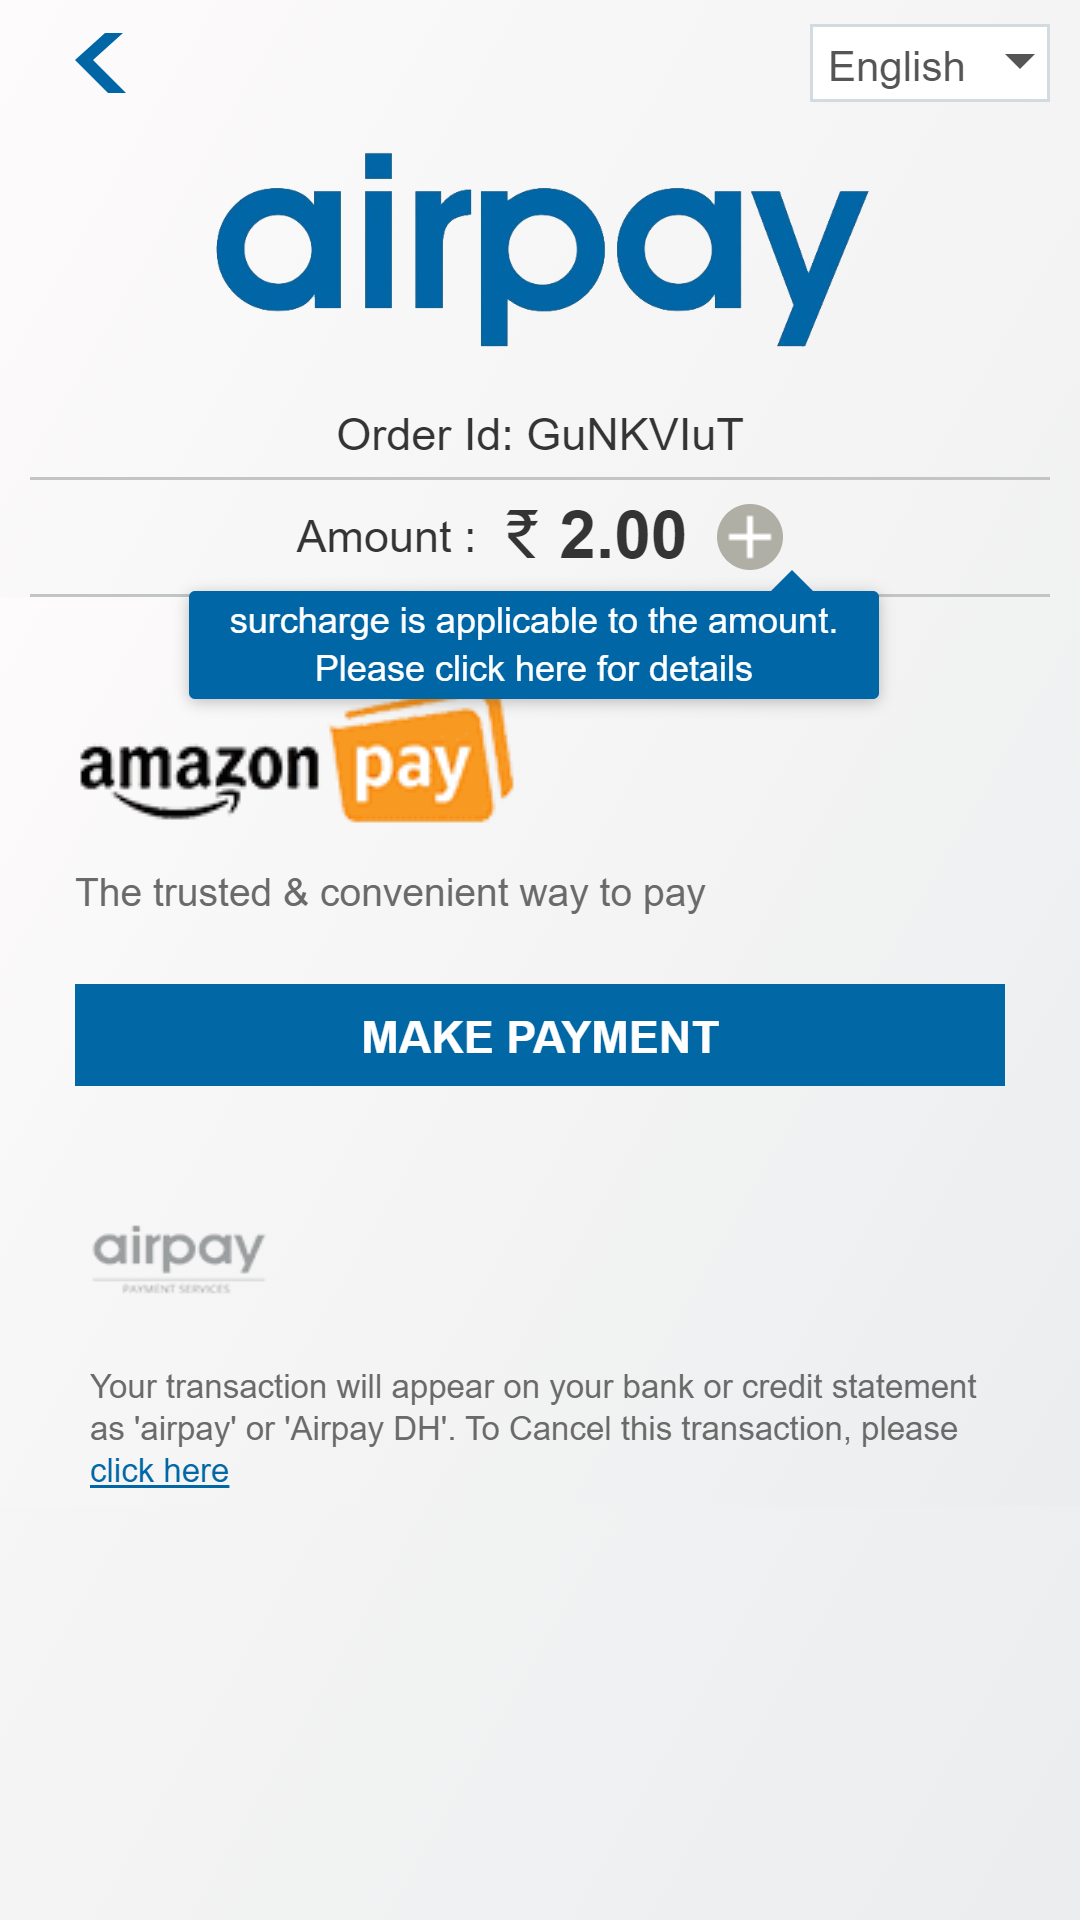 English
airpay
Order Id: GuNKVIuT
Amount : ₹ 2.00
surcharge is applicable to the amount.
Please click here for details
amazon pay
The trusted & convenient way to pay
MAKE PAYMENT
airpay
PAYMENT SERVICES
Your transaction will appear on your bank or credit statement
as 'airpay' or 'Airpay DH'. To Cancel this transaction, please
click here